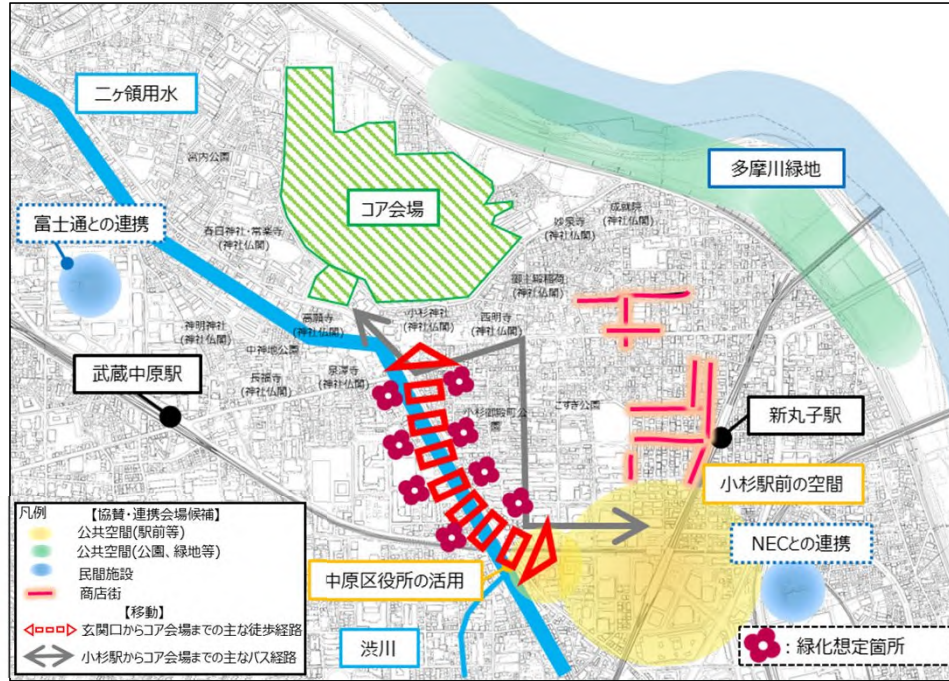 二ヶ領用水
宮内公園
コア会場
多摩川緑地
富士通との連携
春日神社・常楽寺
(神社仏閣)
妙泉寺
(神社仏閣)
成就院
(神社仏閣)
御主殿稲荷
(神社仏閣)
神明神社
(神社仏閣)
高願寺
(神社仏閣)
小杉神社
(神社仏閣)
西明寺
(神社仏閣)
中神地公園
武蔵中原駅
長福寺
(神社仏閣)
泉澤寺
(神社仏閣)
小杉御殿町公
園
こすぎ公園
新丸子駅
小杉駅前の空間
NECとの連携
中原区役所の活用
渋川
凡例
【協賛・連携会場候補】
公共空間(駅前等)
公共空間(公園、緑地等)
民間施設
商店街
【移動】
玄関口からコア会場までの主な徒歩経路
小杉駅からコア会場までの主なバス経路
:緑化想定箇所